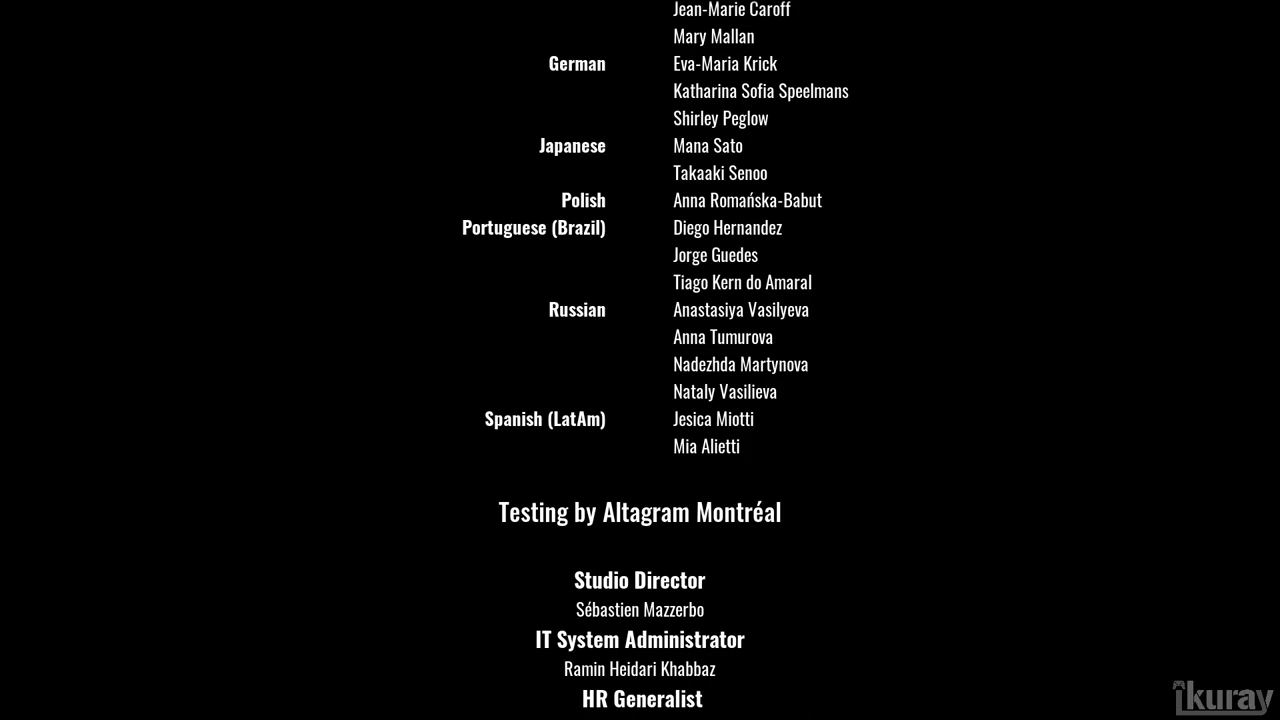 Jean-Marie Caroff
Mary Mallan
German Eva-Maria Krick
Katharina Sofia Speelmans
Shirley Peglow
Japanese Mana Sato
Takaaki Senoo
Polish Anna Romańska-Babut
Portuguese (Brazil) Diego Hernandez
Jorge Guedes
Tiago Kern do Amaral
Russian Anastasiya Vasilyeva
Anna Tumurova
Nadezhda Martynova
Nataly Vasilieva
Spanish (LatAm) Jesica Miotti
Mia Alietti
Testing by Altagram Montréal
Studio Director
Sébastien Mazzerbo
IT System Administrator
Ramin Heidari Khabbaz
HR Generalist
ikuray